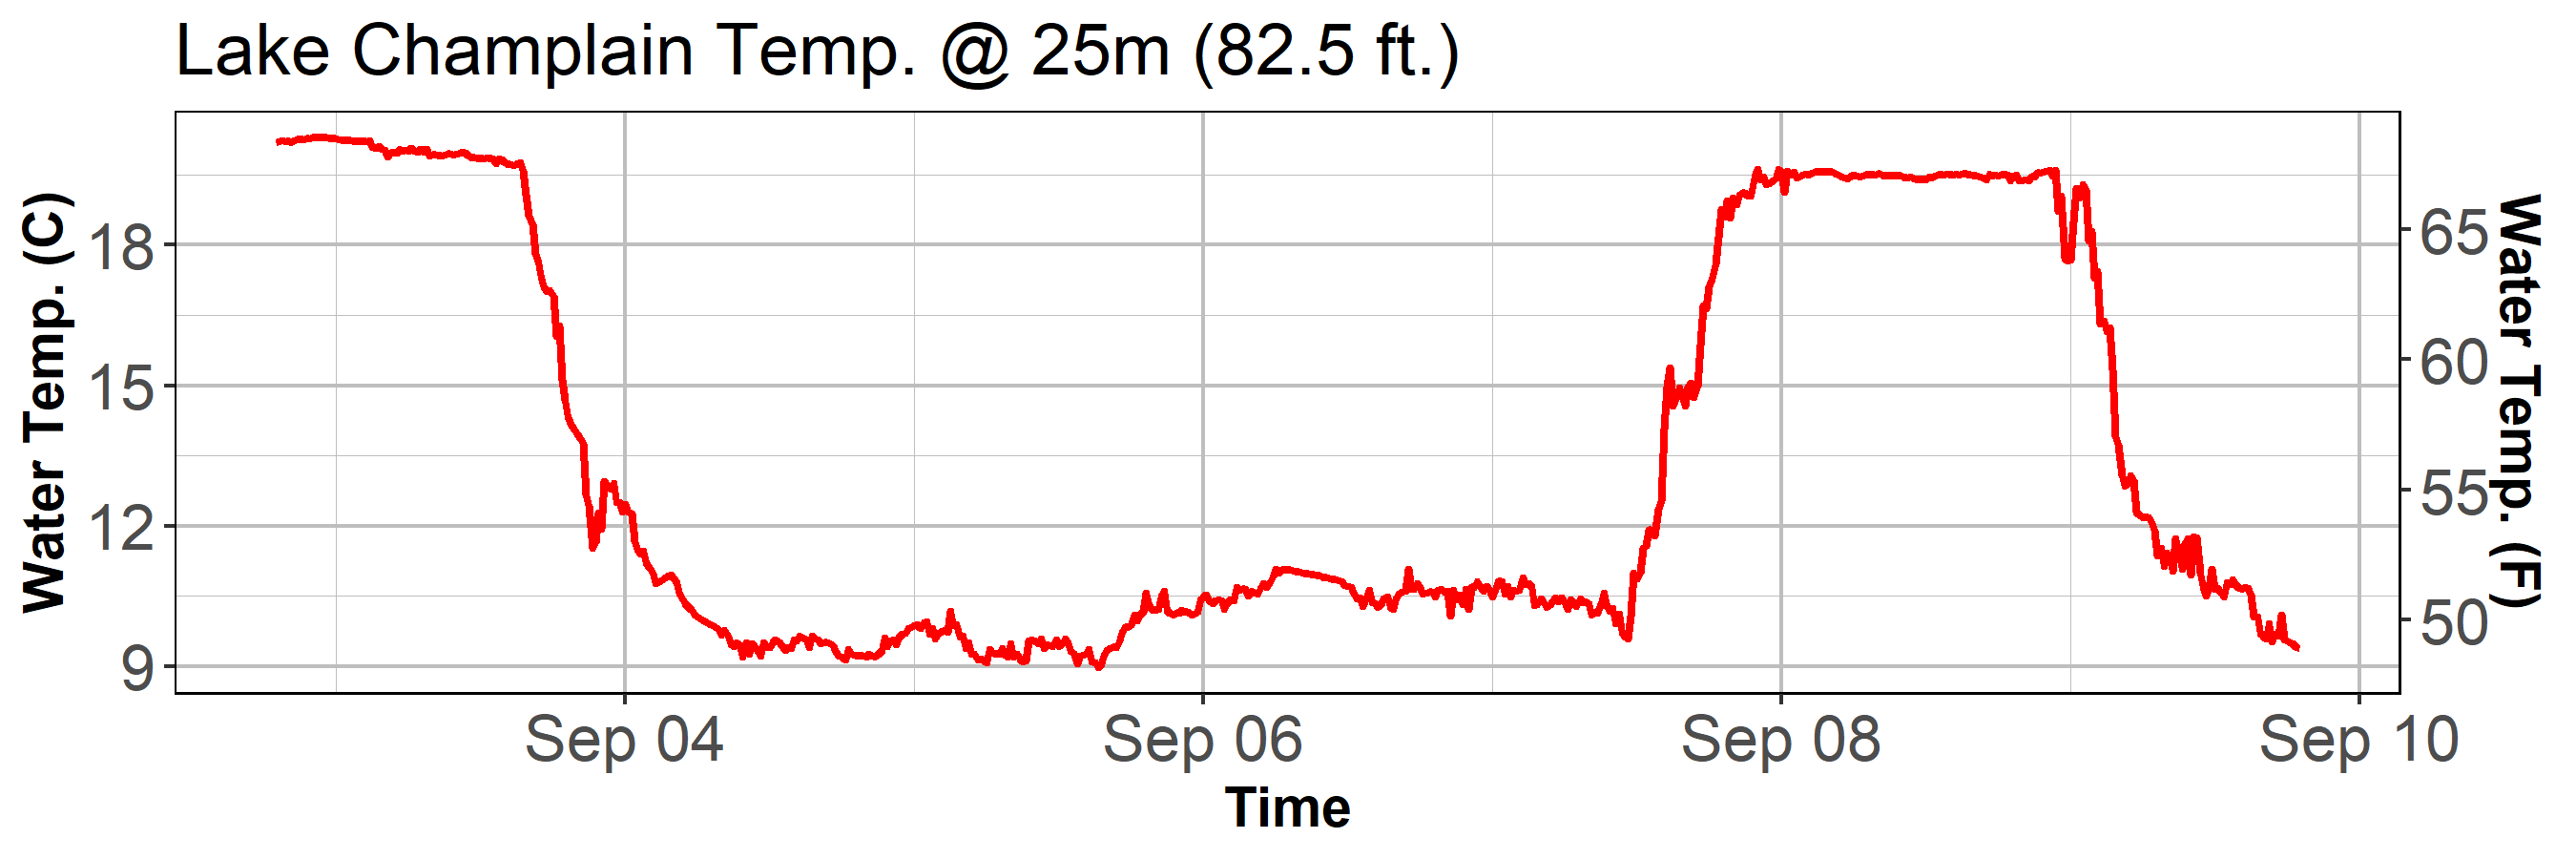 Lake Champlain Temp. @ 25m (82.5 ft.)
Water Temp. (C)
18
15
12
9
65
60
55
50
Water Temp. (F)
Sep 04
Sep 06
Sep 08
Sep 10
Time